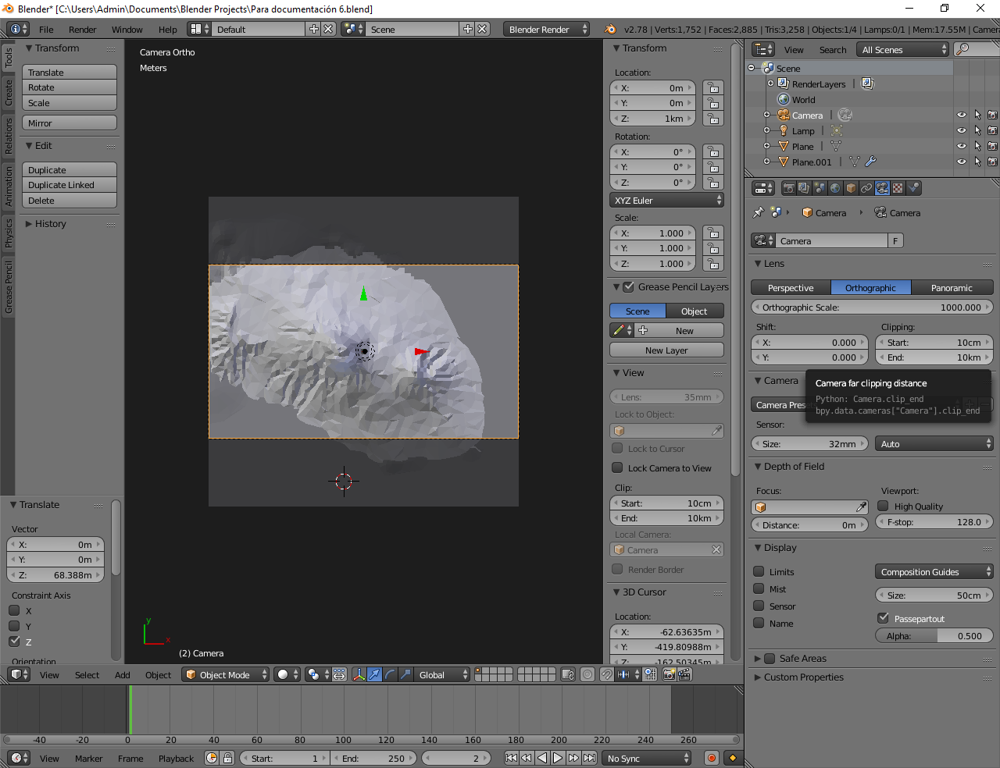 Blender* [C:\Users\Admin\Documents\Blender Projects\Para documentación 6.blend]
File Render Window Help Default Scene Blender Render v2.78 | Verts:1,752 | Faces:2,885 | Tris:3,258 | Objects:1/4 | Lamps:0/1 | Mem:17.55M | Camer
Tools
Create
Relations
Animation
Physics
Grease Pencil
Transform
Translate
Rotate
Scale
Mirror
Edit
Duplicate
Duplicate Linked
Delete
History
Translate
Vector
X: 0m
Y: 0m
Z: 68.388m
Constraint Axis
X
Y
Z
Orientation
Camera Ortho
Meters
y
x
(2) Camera
Transform
Location:
X: 0m
Y: 0m
Z: 1km
Rotation:
X: 0°
Y: 0°
Z: 0°
XYZ Euler
Scale:
X: 1.000
Y: 1.000
Z: 1.000
Grease Pencil Layers
Scene Object
New
New Layer
View
Lens: 35mm
Lock to Object:
Lock to Cursor
Lock Camera to View
Clip:
Start: 10cm
End: 10km
Local Camera:
Camera
Render Border
3D Cursor
Location:
X: -62.63635m
Y: -419.80988m
Z: -162.50345m
View Search All Scenes
Scene
RenderLayers
World
Camera
Lamp
Plane
Plane.001
Camera Camera
Camera F
Lens
Perspective Orthographic Panoramic
Orthographic Scale: 1000.000
Shift: Clipping:
X: 0.000 Start: 10cm
Y: 0.000 End: 10km
Camera
Camera far clipping distance
Python: Camera.clip_end
bpy.data.cameras["Camera"].clip_end
Camera Pres
Sensor:
Size: 32mm Auto
Depth of Field
Focus: Viewport:
High Quality
Distance: 0m F-stop: 128.0
Display
Limits Composition Guides
Mist Size: 50cm
Sensor Passepartout
Name Alpha: 0.500
Safe Areas
Custom Properties
View Select Add Object Object Mode Global
-40 -20 0 20 40 60 80 100 120 140 160 180 200 220 240 260
View Marker Frame Playback Start: 1 End: 250 2 No Sync